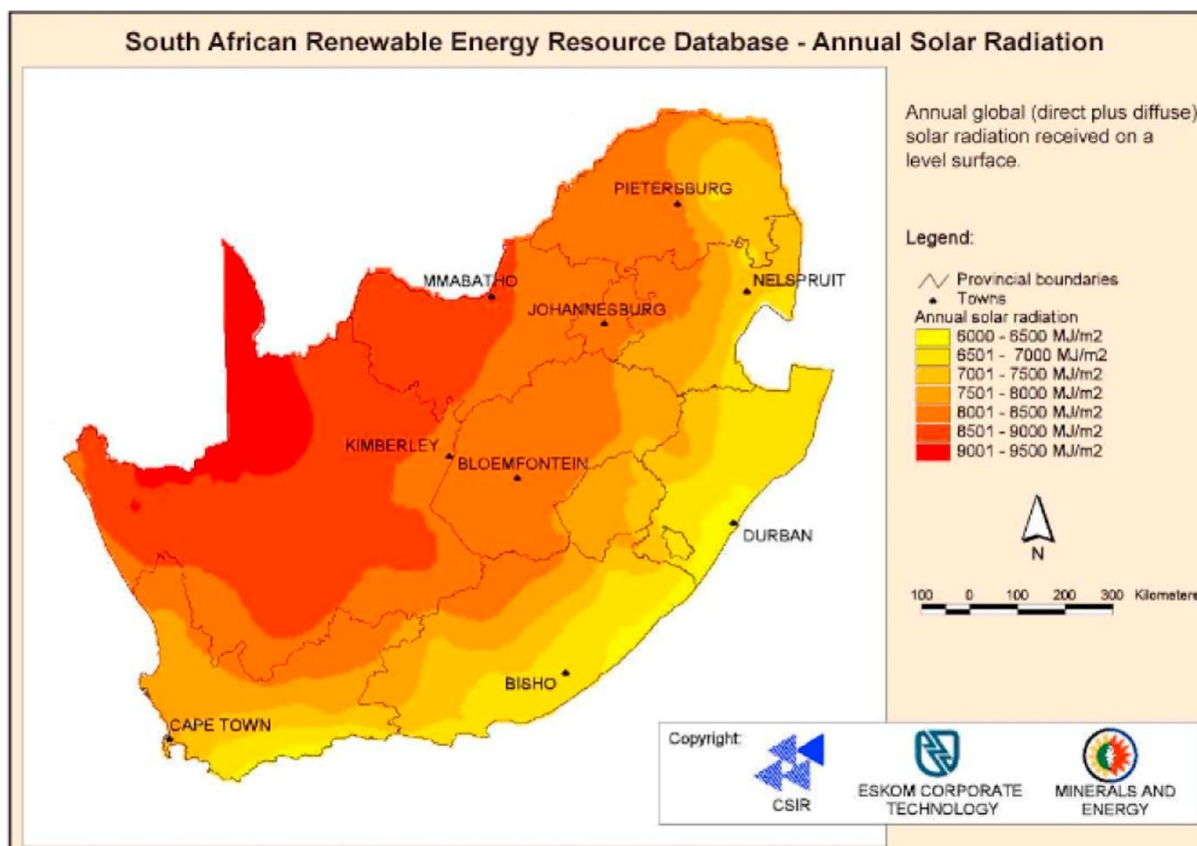 South African Renewable Energy Resource Database - Annual Solar Radiation
Annual global (direct plus diffuse)
solar radiation received on a
level surface.
PIETERSBURG
Legend:
MMABATHO
NELSPRUIT
Provincial boundaries
Towns
JOHANNESBURG
Annual solar radiation
6000 - 6500 MJ/m2
6501 - 7000 MJ/m2
7001 - 7500 MJ/m2
7501 - 8000 MJ/m2
8001 - 8500 MJ/m2
8501 - 9000 MJ/m2
9001 - 9500 MJ/m2
KIMBERLEY
BLOEMFONTEIN
DURBAN
N
100 0 100 200 300 Kilometers
BISHO
CAPE TOWN
Copyright:
CSIR
ESKOM CORPORATE
TECHNOLOGY
MINERALS AND
ENERGY